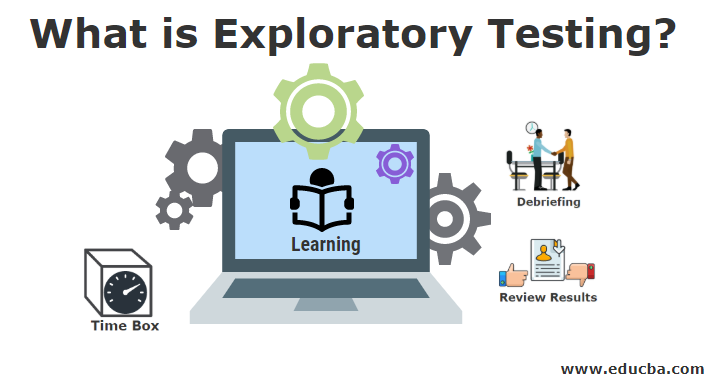 What is Exploratory Testing?
Debriefing
Learning
Review Results
Time Box
www.educba.com